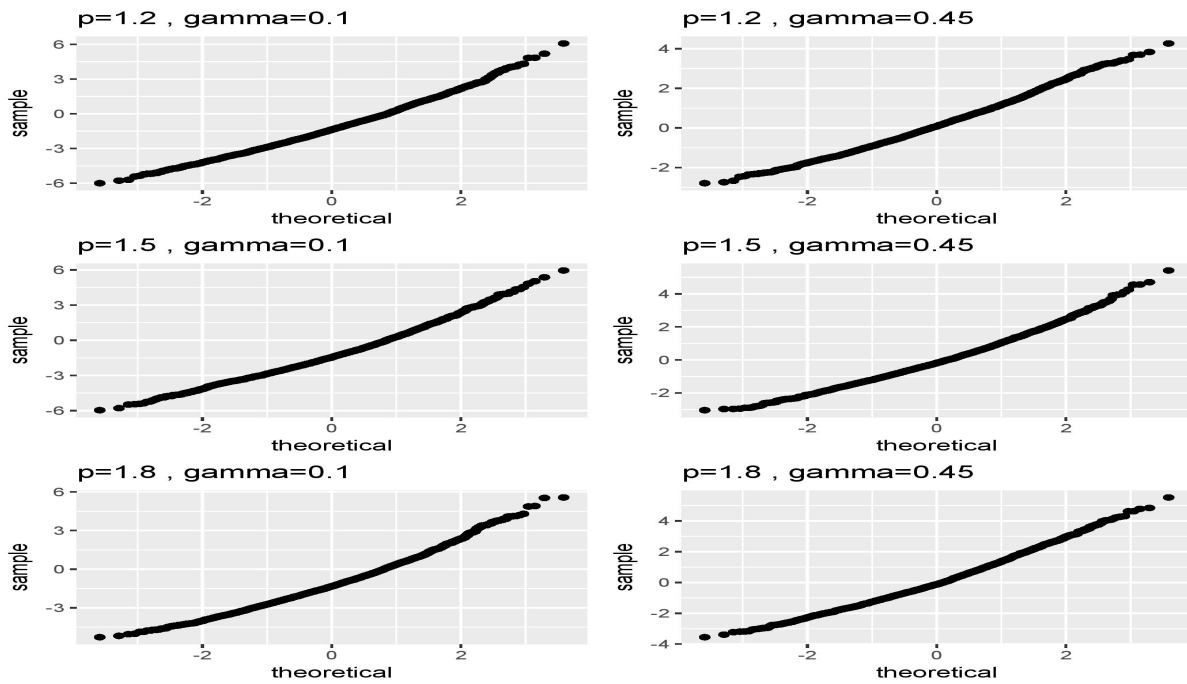 p=1.2 , gamma=0.1
6
3
0
-3
-6
sample
-2 0 2
theoretical
p=1.2 , gamma=0.45
4
2
0
-2
sample
-2 0 2
theoretical
p=1.5 , gamma=0.1
6
3
0
-3
-6
sample
-2 0 2
theoretical
p=1.5 , gamma=0.45
4
2
0
-2
sample
-2 0 2
theoretical
p=1.8 , gamma=0.1
6
3
0
-3
sample
-2 0 2
theoretical
p=1.8 , gamma=0.45
4
2
0
-2
-4
sample
-2 0 2
theoretical